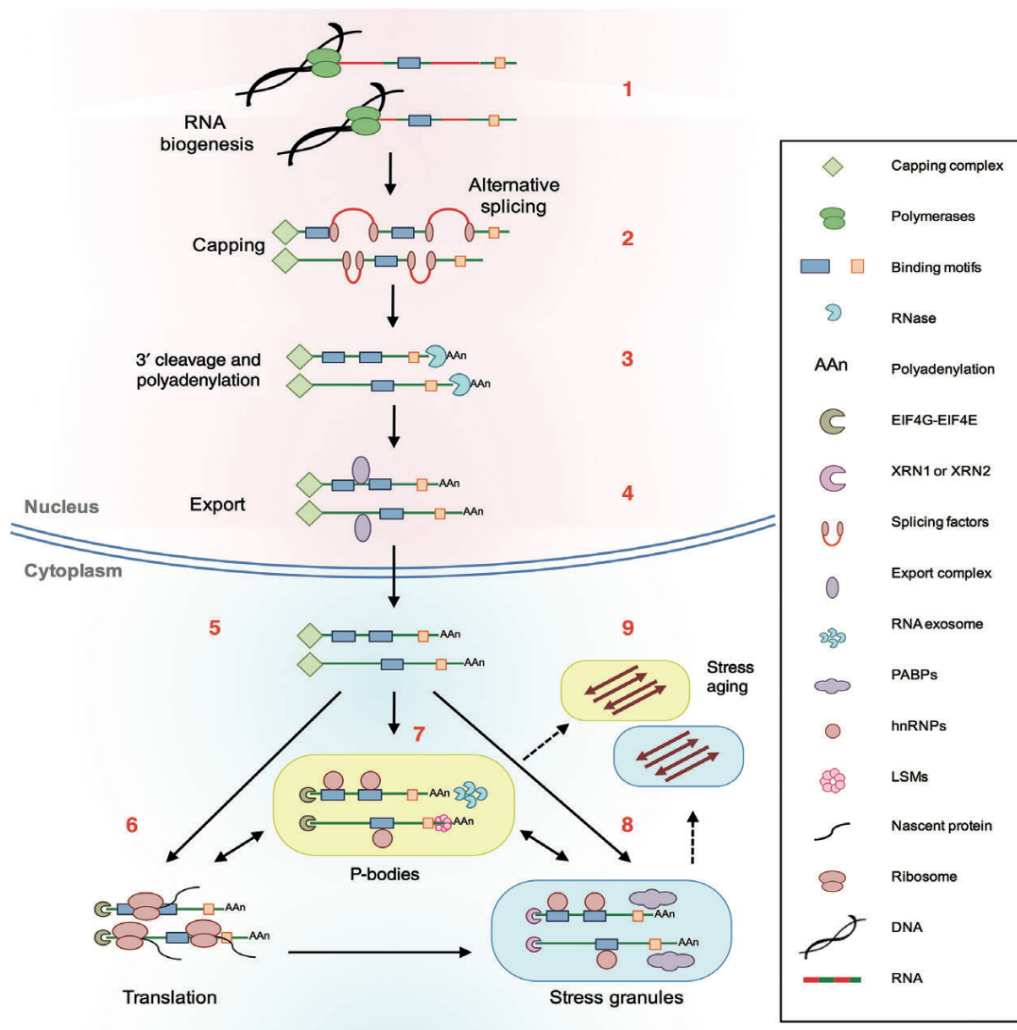 1
RNA
biogenesis
Alternative
splicing
Capping
2
3′ cleavage and
polyadenylation
AAn
AAn
3
Export
AAn
AAn
4
Nucleus
Cytoplasm
5
AAn
AAn
9
Stress
aging
7
AAn
AAn
P-bodies
6
8
AAn
AAn
Translation
AAn
AAn
Stress granules
Capping complex
Polymerases
Binding motifs
RNase
AAn Polyadenylation
EIF4G-EIF4E
XRN1 or XRN2
Splicing factors
Export complex
RNA exosome
PABPs
hnRNPs
LSMs
Nascent protein
Ribosome
DNA
RNA